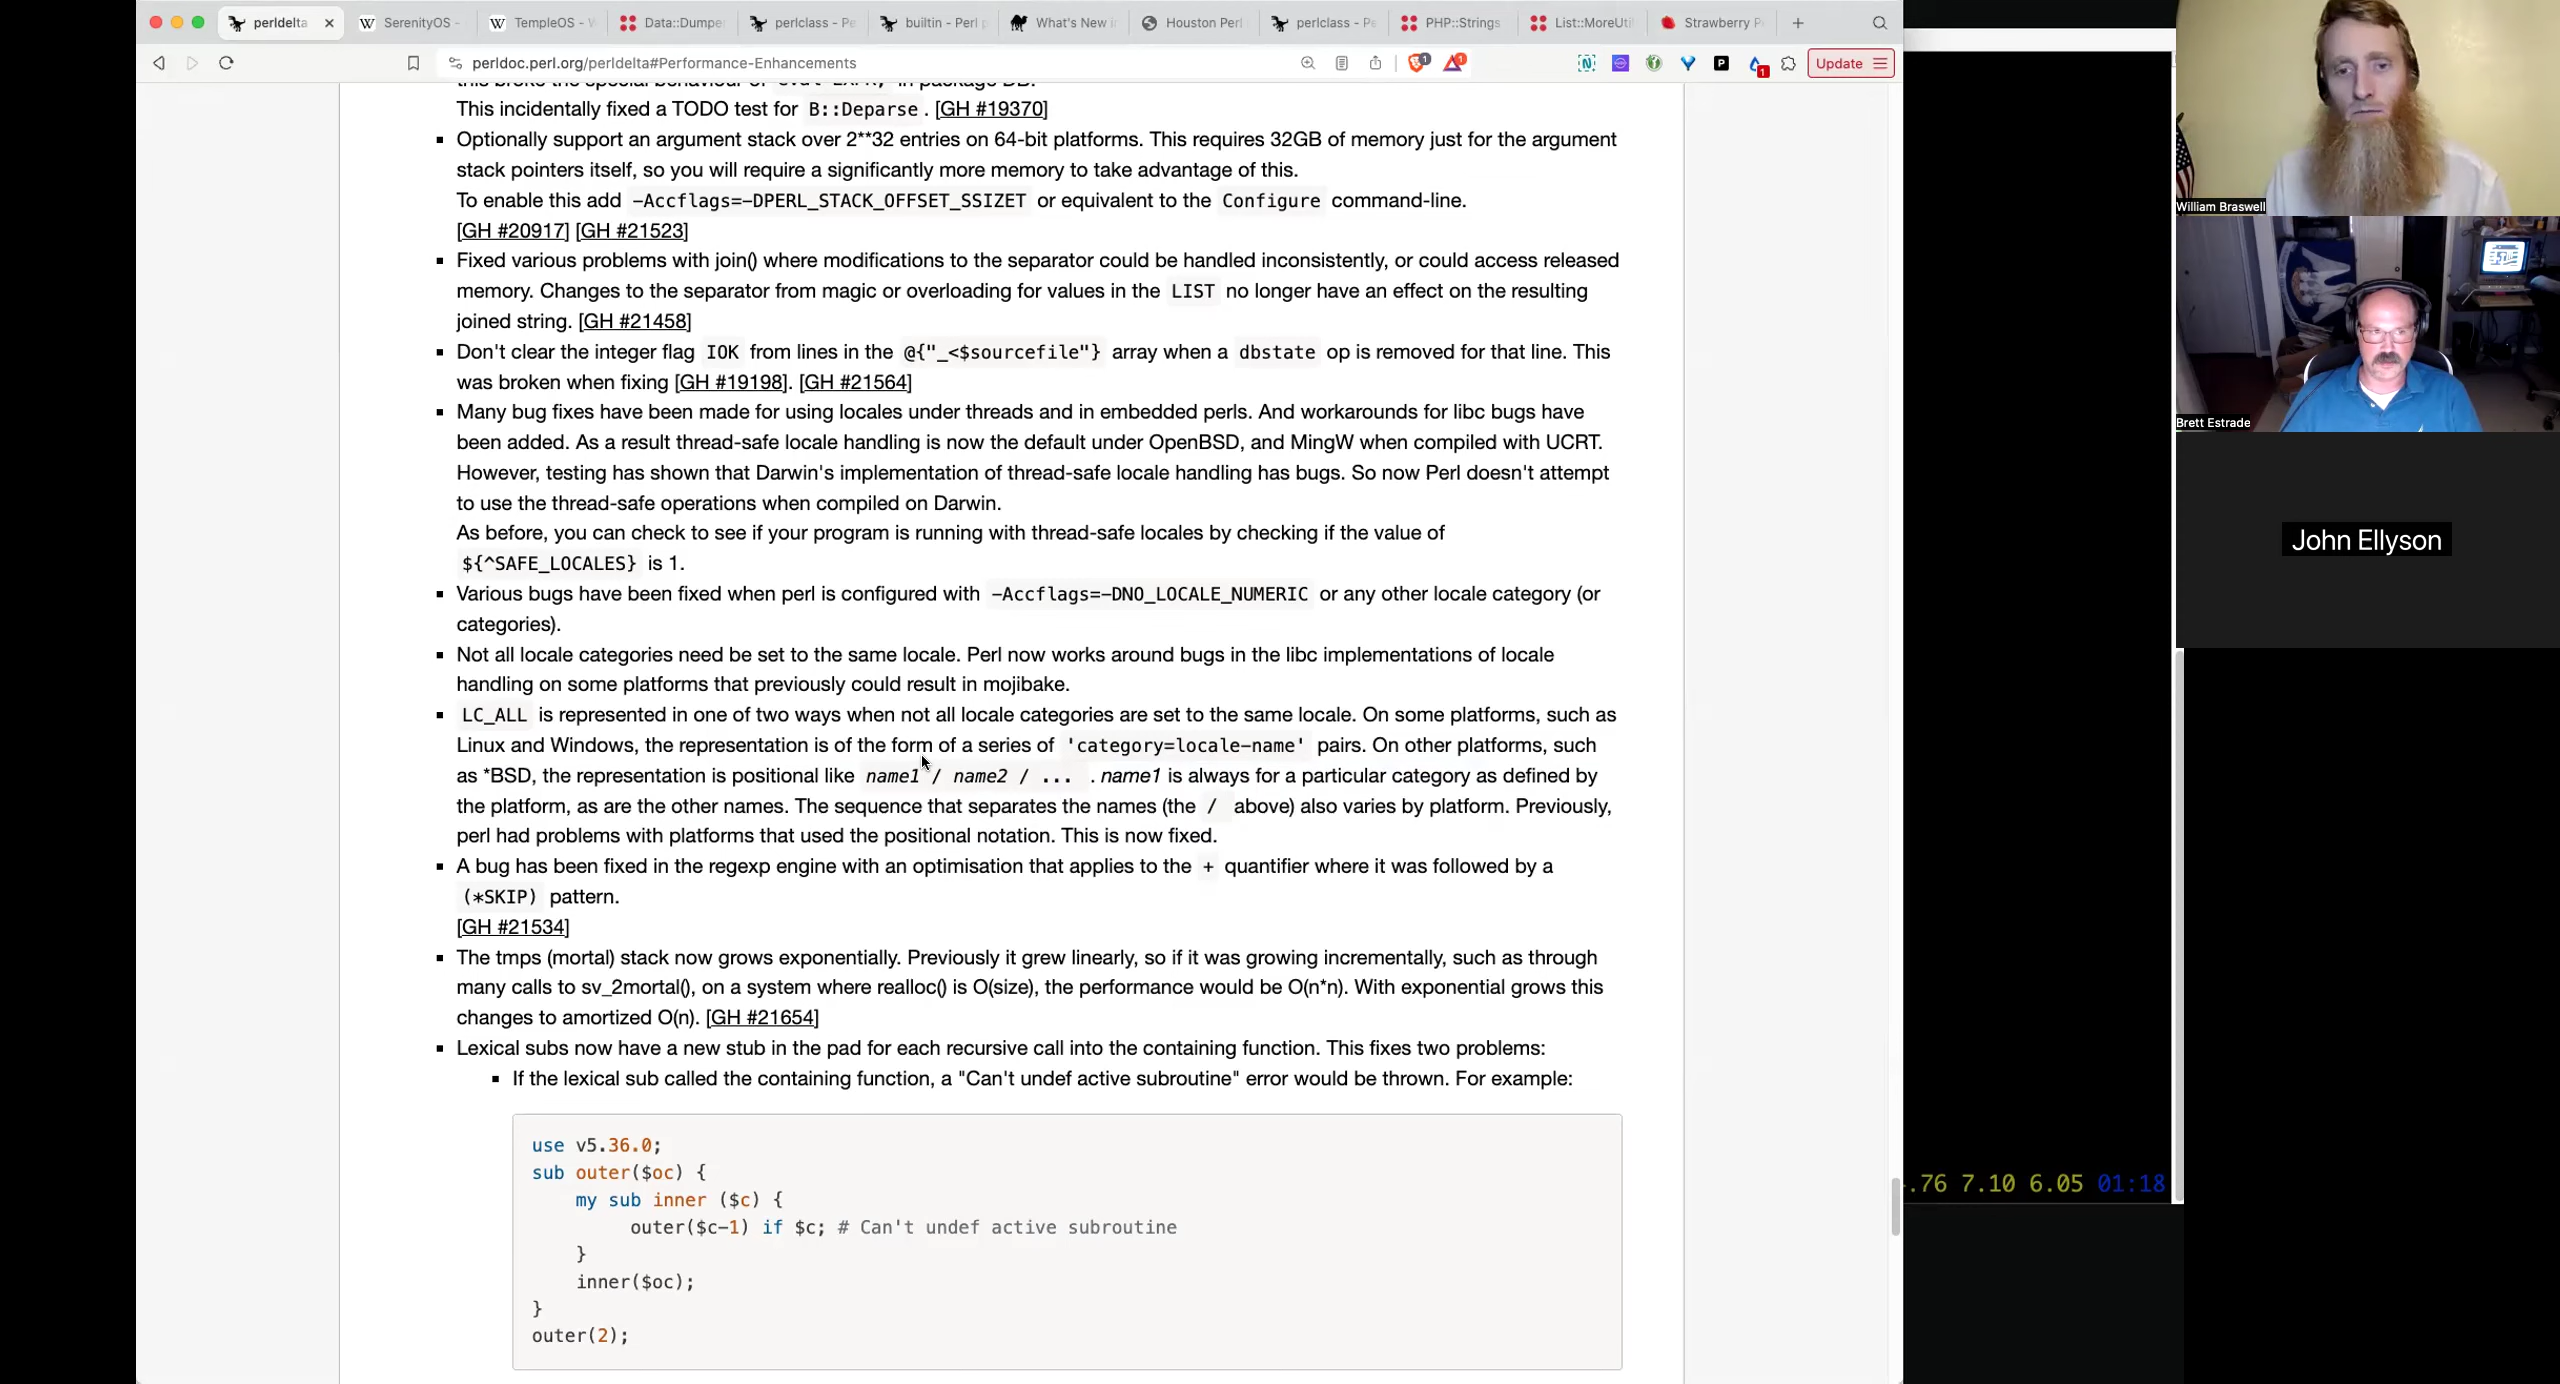 perldelta
SerenityOS -
TempleOS - W
Data::Dumpe
perlclass - Pe
builtin - Perl p
What's New i
Houston Perl
perlclass - Pe
PHP::Strings
List::MoreUti
Strawberry P
perldoc.perl.org/perldelta#Performance-Enhancements
Update
This incidentally fixed a TODO test for B::Deparse . [GH #19370]
Optionally support an argument stack over 2**32 entries on 64-bit platforms. This requires 32GB of memory just for the argument
stack pointers itself, so you will require a significantly more memory to take advantage of this.
To enable this add -Accflags=-DPERL_STACK_OFFSET_SSIZET or equivalent to the Configure command-line.
[GH #20917] [GH #21523]
Fixed various problems with join() where modifications to the separator could be handled inconsistently, or could access released
memory. Changes to the separator from magic or overloading for values in the LIST no longer have an effect on the resulting
joined string. [GH #21458]
Don't clear the integer flag IOK from lines in the @{"_<$sourcefile"} array when a dbstate op is removed for that line. This
was broken when fixing [GH #19198]. [GH #21564]
Many bug fixes have been made for using locales under threads and in embedded perls. And workarounds for libc bugs have
been added. As a result thread-safe locale handling is now the default under OpenBSD, and MingW when compiled with UCRT.
However, testing has shown that Darwin's implementation of thread-safe locale handling has bugs. So now Perl doesn't attempt
to use the thread-safe operations when compiled on Darwin.
As before, you can check to see if your program is running with thread-safe locales by checking if the value of
${^SAFE_LOCALES} is 1.
Various bugs have been fixed when perl is configured with -Accflags=-DNO_LOCALE_NUMERIC or any other locale category (or
categories).
Not all locale categories need be set to the same locale. Perl now works around bugs in the libc implementations of locale
handling on some platforms that previously could result in mojibake.
LC_ALL is represented in one of two ways when not all locale categories are set to the same locale. On some platforms, such as
Linux and Windows, the representation is of the form of a series of 'category=locale-name' pairs. On other platforms, such
as *BSD, the representation is positional like name1 / name2 / ... . name1 is always for a particular category as defined by
the platform, as are the other names. The sequence that separates the names (the / above) also varies by platform. Previously,
perl had problems with platforms that used the positional notation. This is now fixed.
A bug has been fixed in the regexp engine with an optimisation that applies to the + quantifier where it was followed by a
(*SKIP) pattern.
[GH #21534]
The tmps (mortal) stack now grows exponentially. Previously it grew linearly, so if it was growing incrementally, such as through
many calls to sv_2mortal(), on a system where realloc() is O(size), the performance would be O(n*n). With exponential grows this
changes to amortized O(n). [GH #21654]
Lexical subs now have a new stub in the pad for each recursive call into the containing function. This fixes two problems:
If the lexical sub called the containing function, a "Can't undef active subroutine" error would be thrown. For example:
use v5.36.0;
sub outer($oc) {
my sub inner ($c) {
outer($c-1) if $c; # Can't undef active subroutine
}
inner($oc);
}
outer(2);
.76 7.10 6.05 01:18
William Braswell
Brett Estrade
John Ellyson